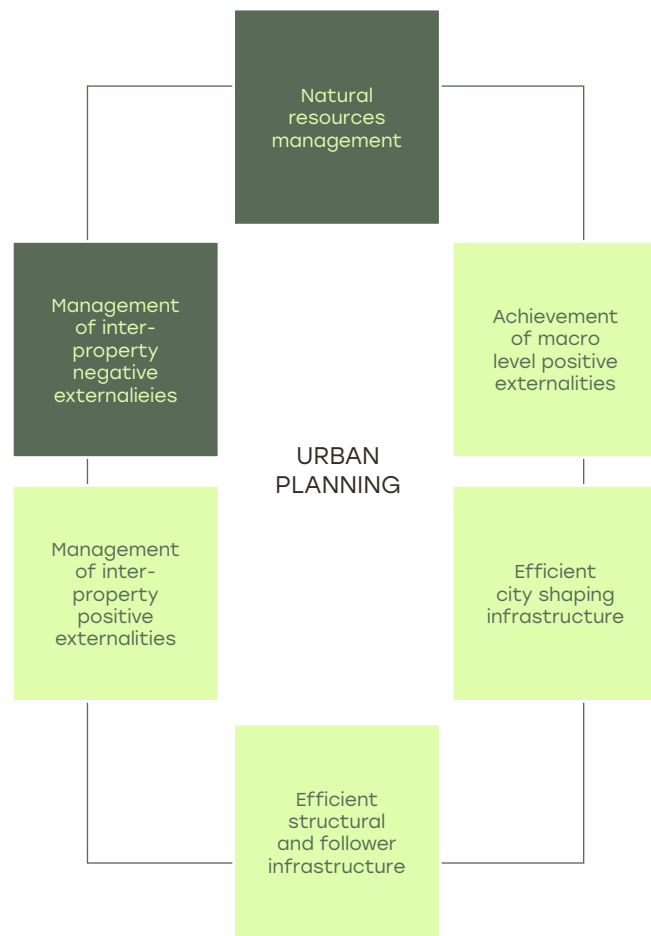 Natural
resources
management
Management
of inter-
property
negative
externalieies
Achievement
of macro
level positive
externalities
URBAN
PLANNING
Management
of inter-
property
positive
externalities
Efficient
city shaping
infrastructure
Efficient
structural
and follower
infrastructure